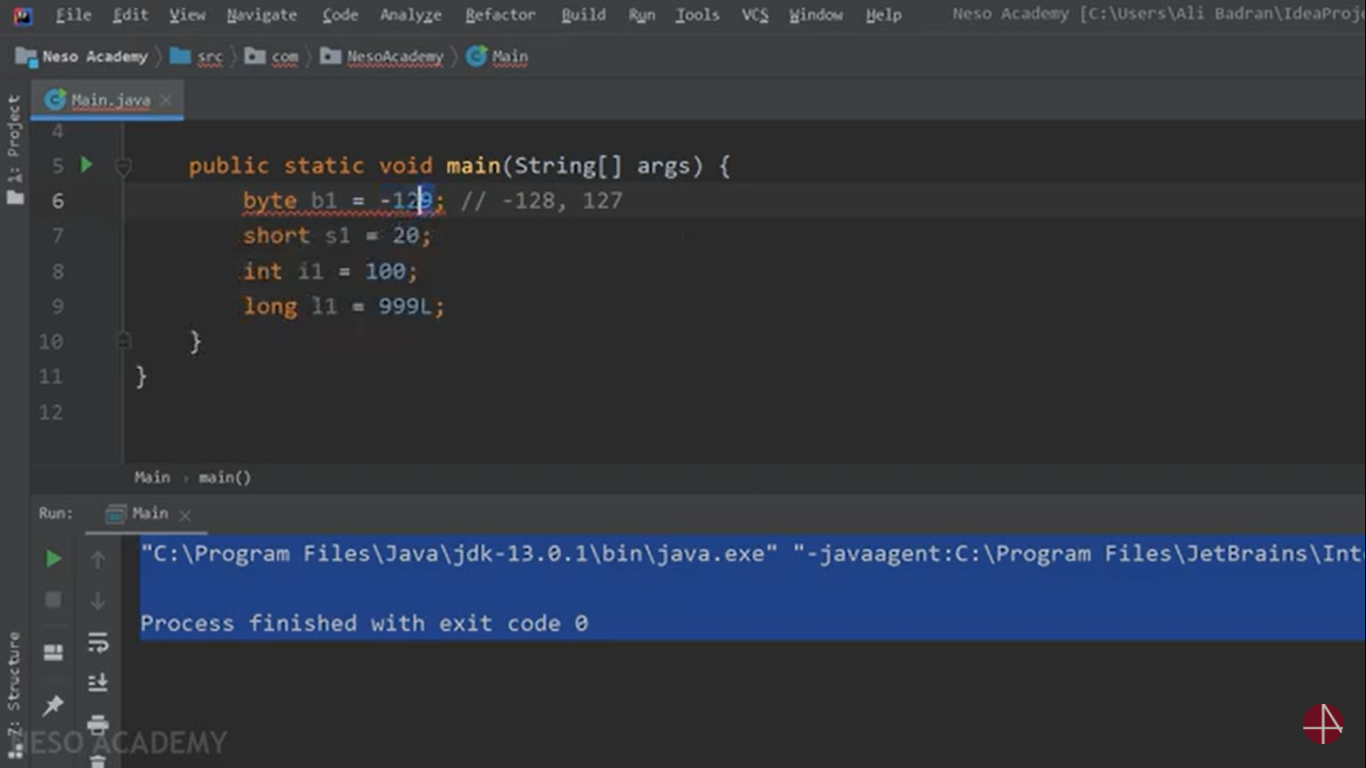 File Edit View Navigate Code Analyze Refactor Build Run Tools VCS Window Help Neso Academy [C:\Users\Ali Badran\IdeaProj
Neso Academy src com NesoAcademy Main
Main.java
1: Project
4
5 public static void main(String[] args) {
6 byte b1 = -129; // -128, 127
7 short s1 = 20;
8 int i1 = 100;
9 long l1 = 999L;
10 }
11 }
12
Main main()
Run: Main
"C:\Program Files\Java\jdk-13.0.1\bin\java.exe" "-javaagent:C:\Program Files\JetBrains\Int
Process finished with exit code 0
Z: Structure
NESO ACADEMY